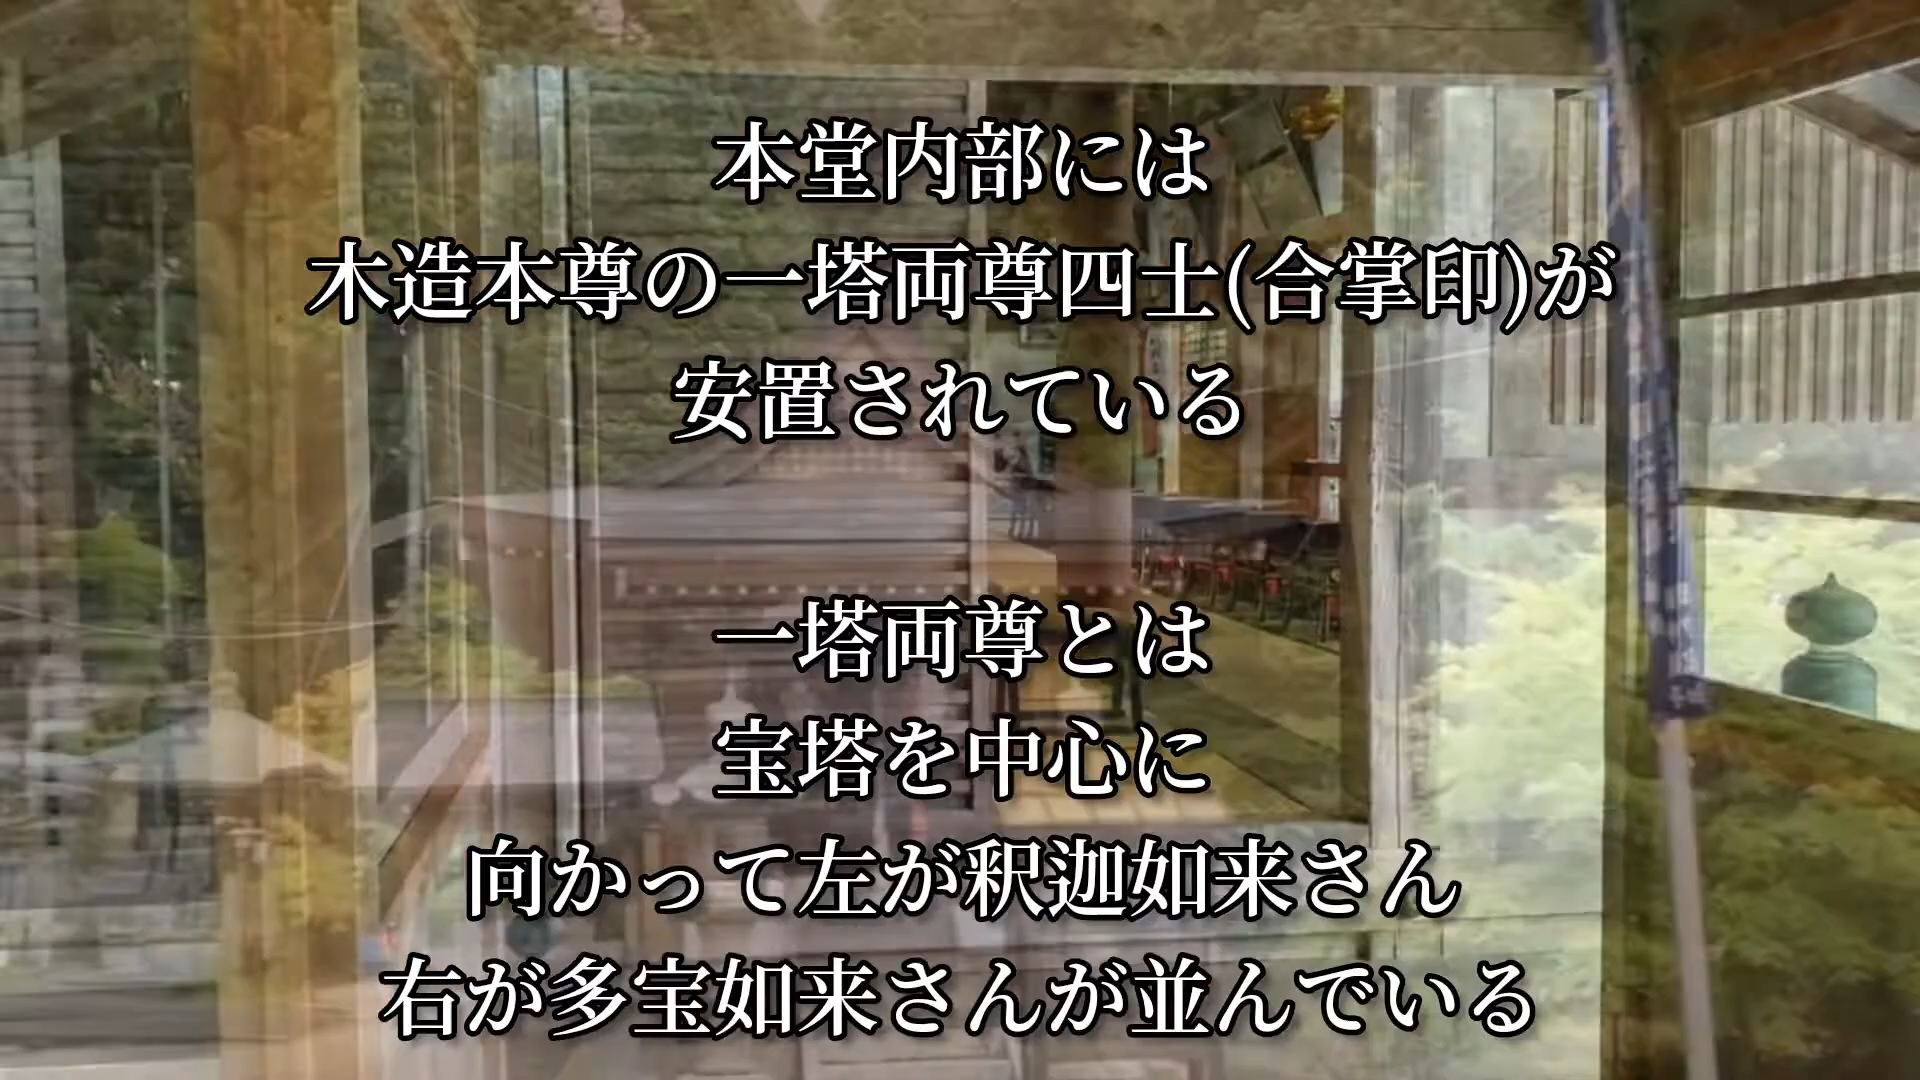 本堂内部には
木造本尊の一塔両尊四士(合掌印)が
安置されている
一塔両尊とは
宝塔を中心に
向かって左が釈迦如来さん
右が多宝如来さんが並んでいる